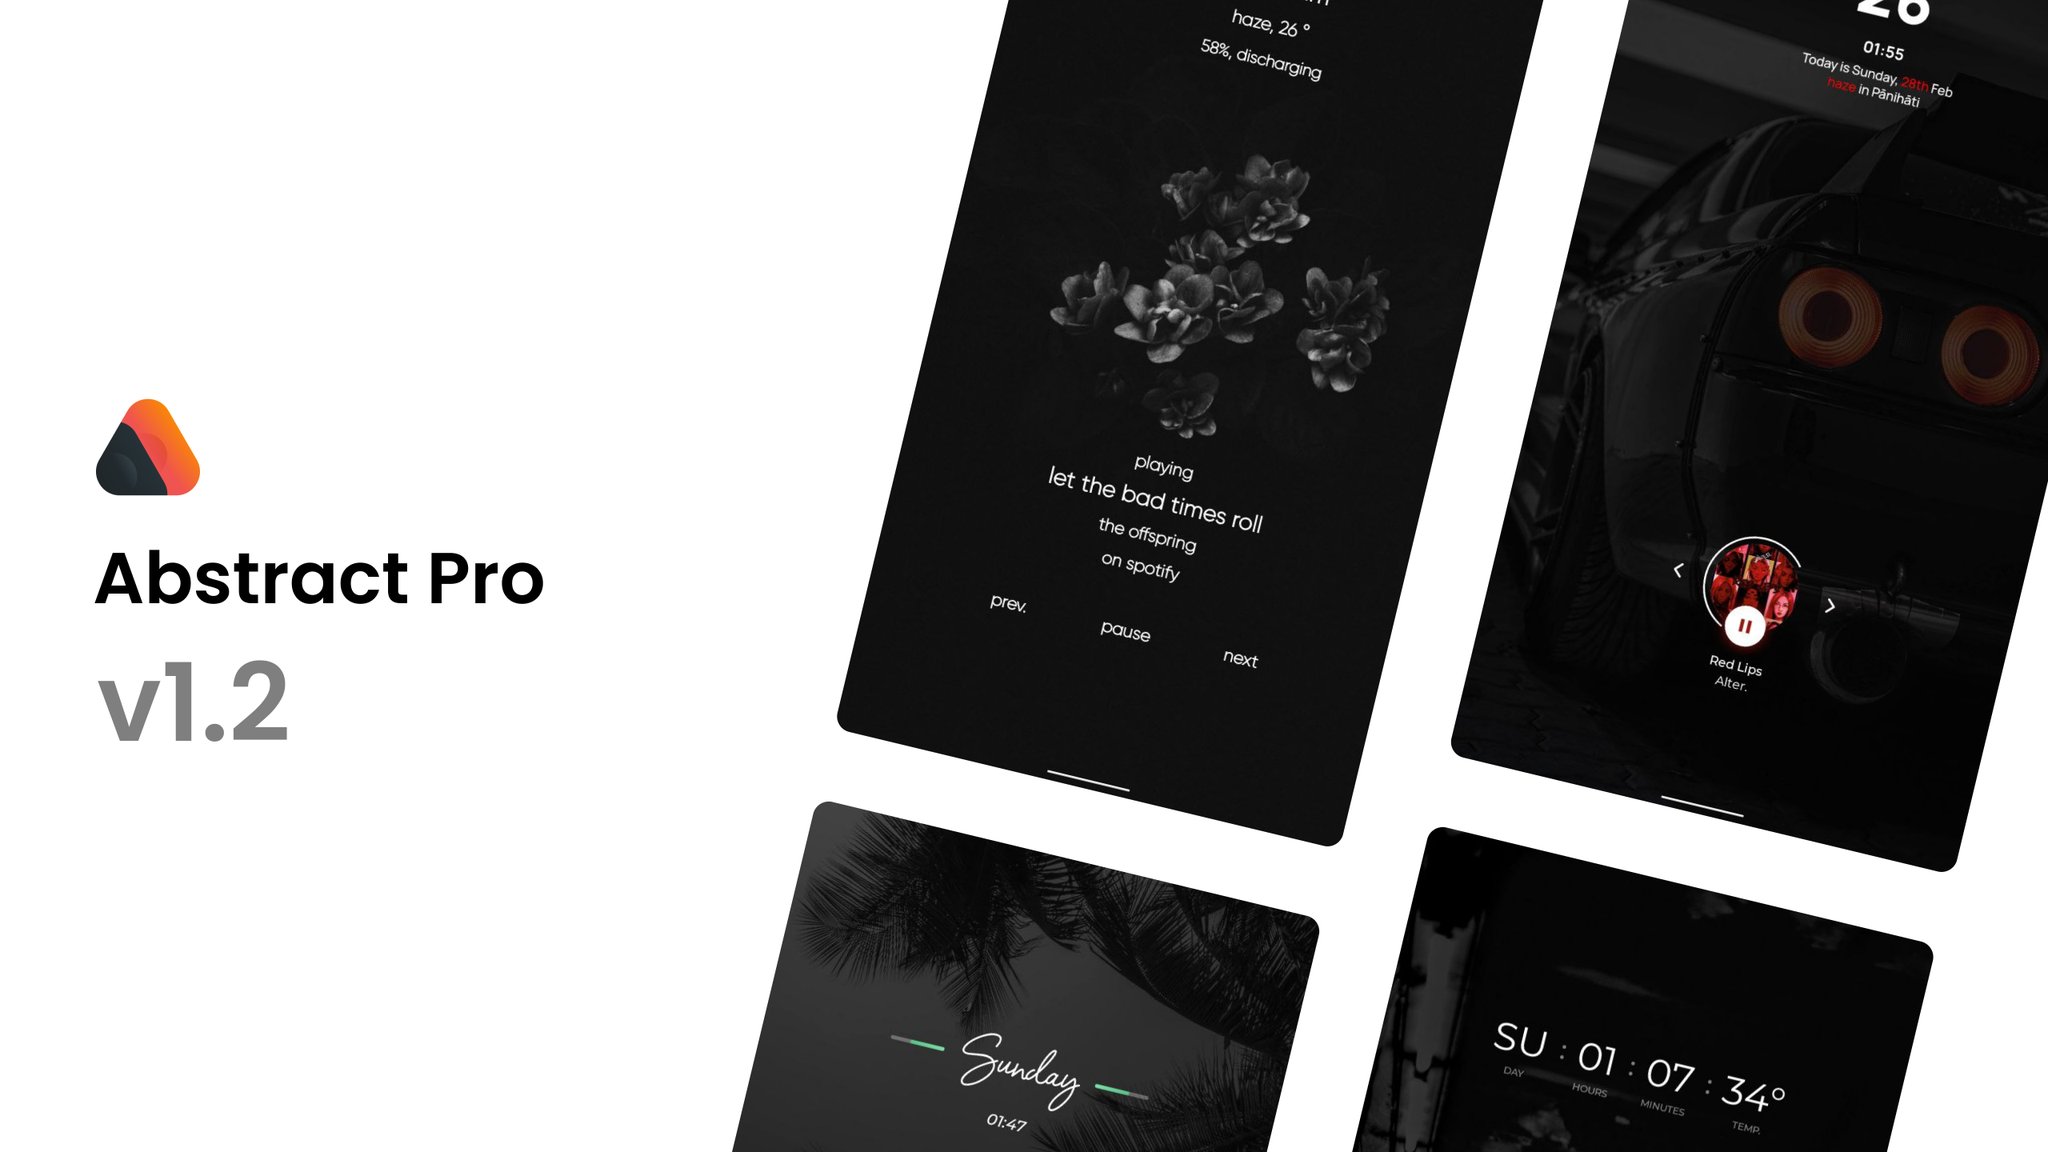 Abstract Pro
v1.2
haze, 26 °
58%, discharging
playing
let the bad times roll
the offspring
on spotify
prev.
pause
next
26
01:55
Today is Sunday, 28th Feb
haze in Pānihāti
<
>
Red Lips
Alter.
Sunday
01:47
SU : 01 : 07 : 34°
DAY HOURS MINUTES TEMP.